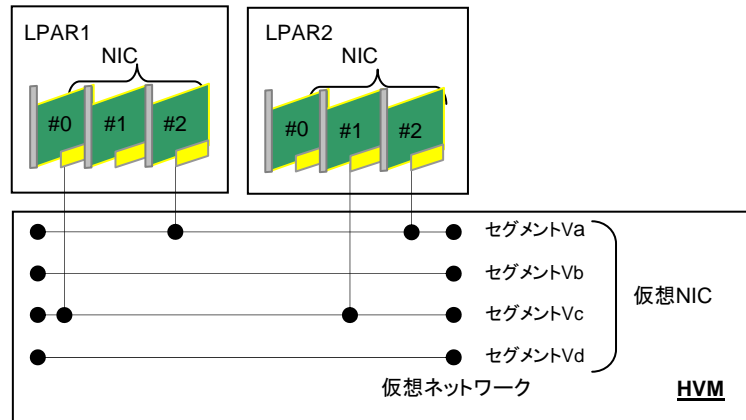 LPAR1
NIC
#0
#1
#2
LPAR2
NIC
#0
#1
#2
セグメントVa
セグメントVb
セグメントVc
セグメントVd
仮想NIC
仮想ネットワーク
HVM